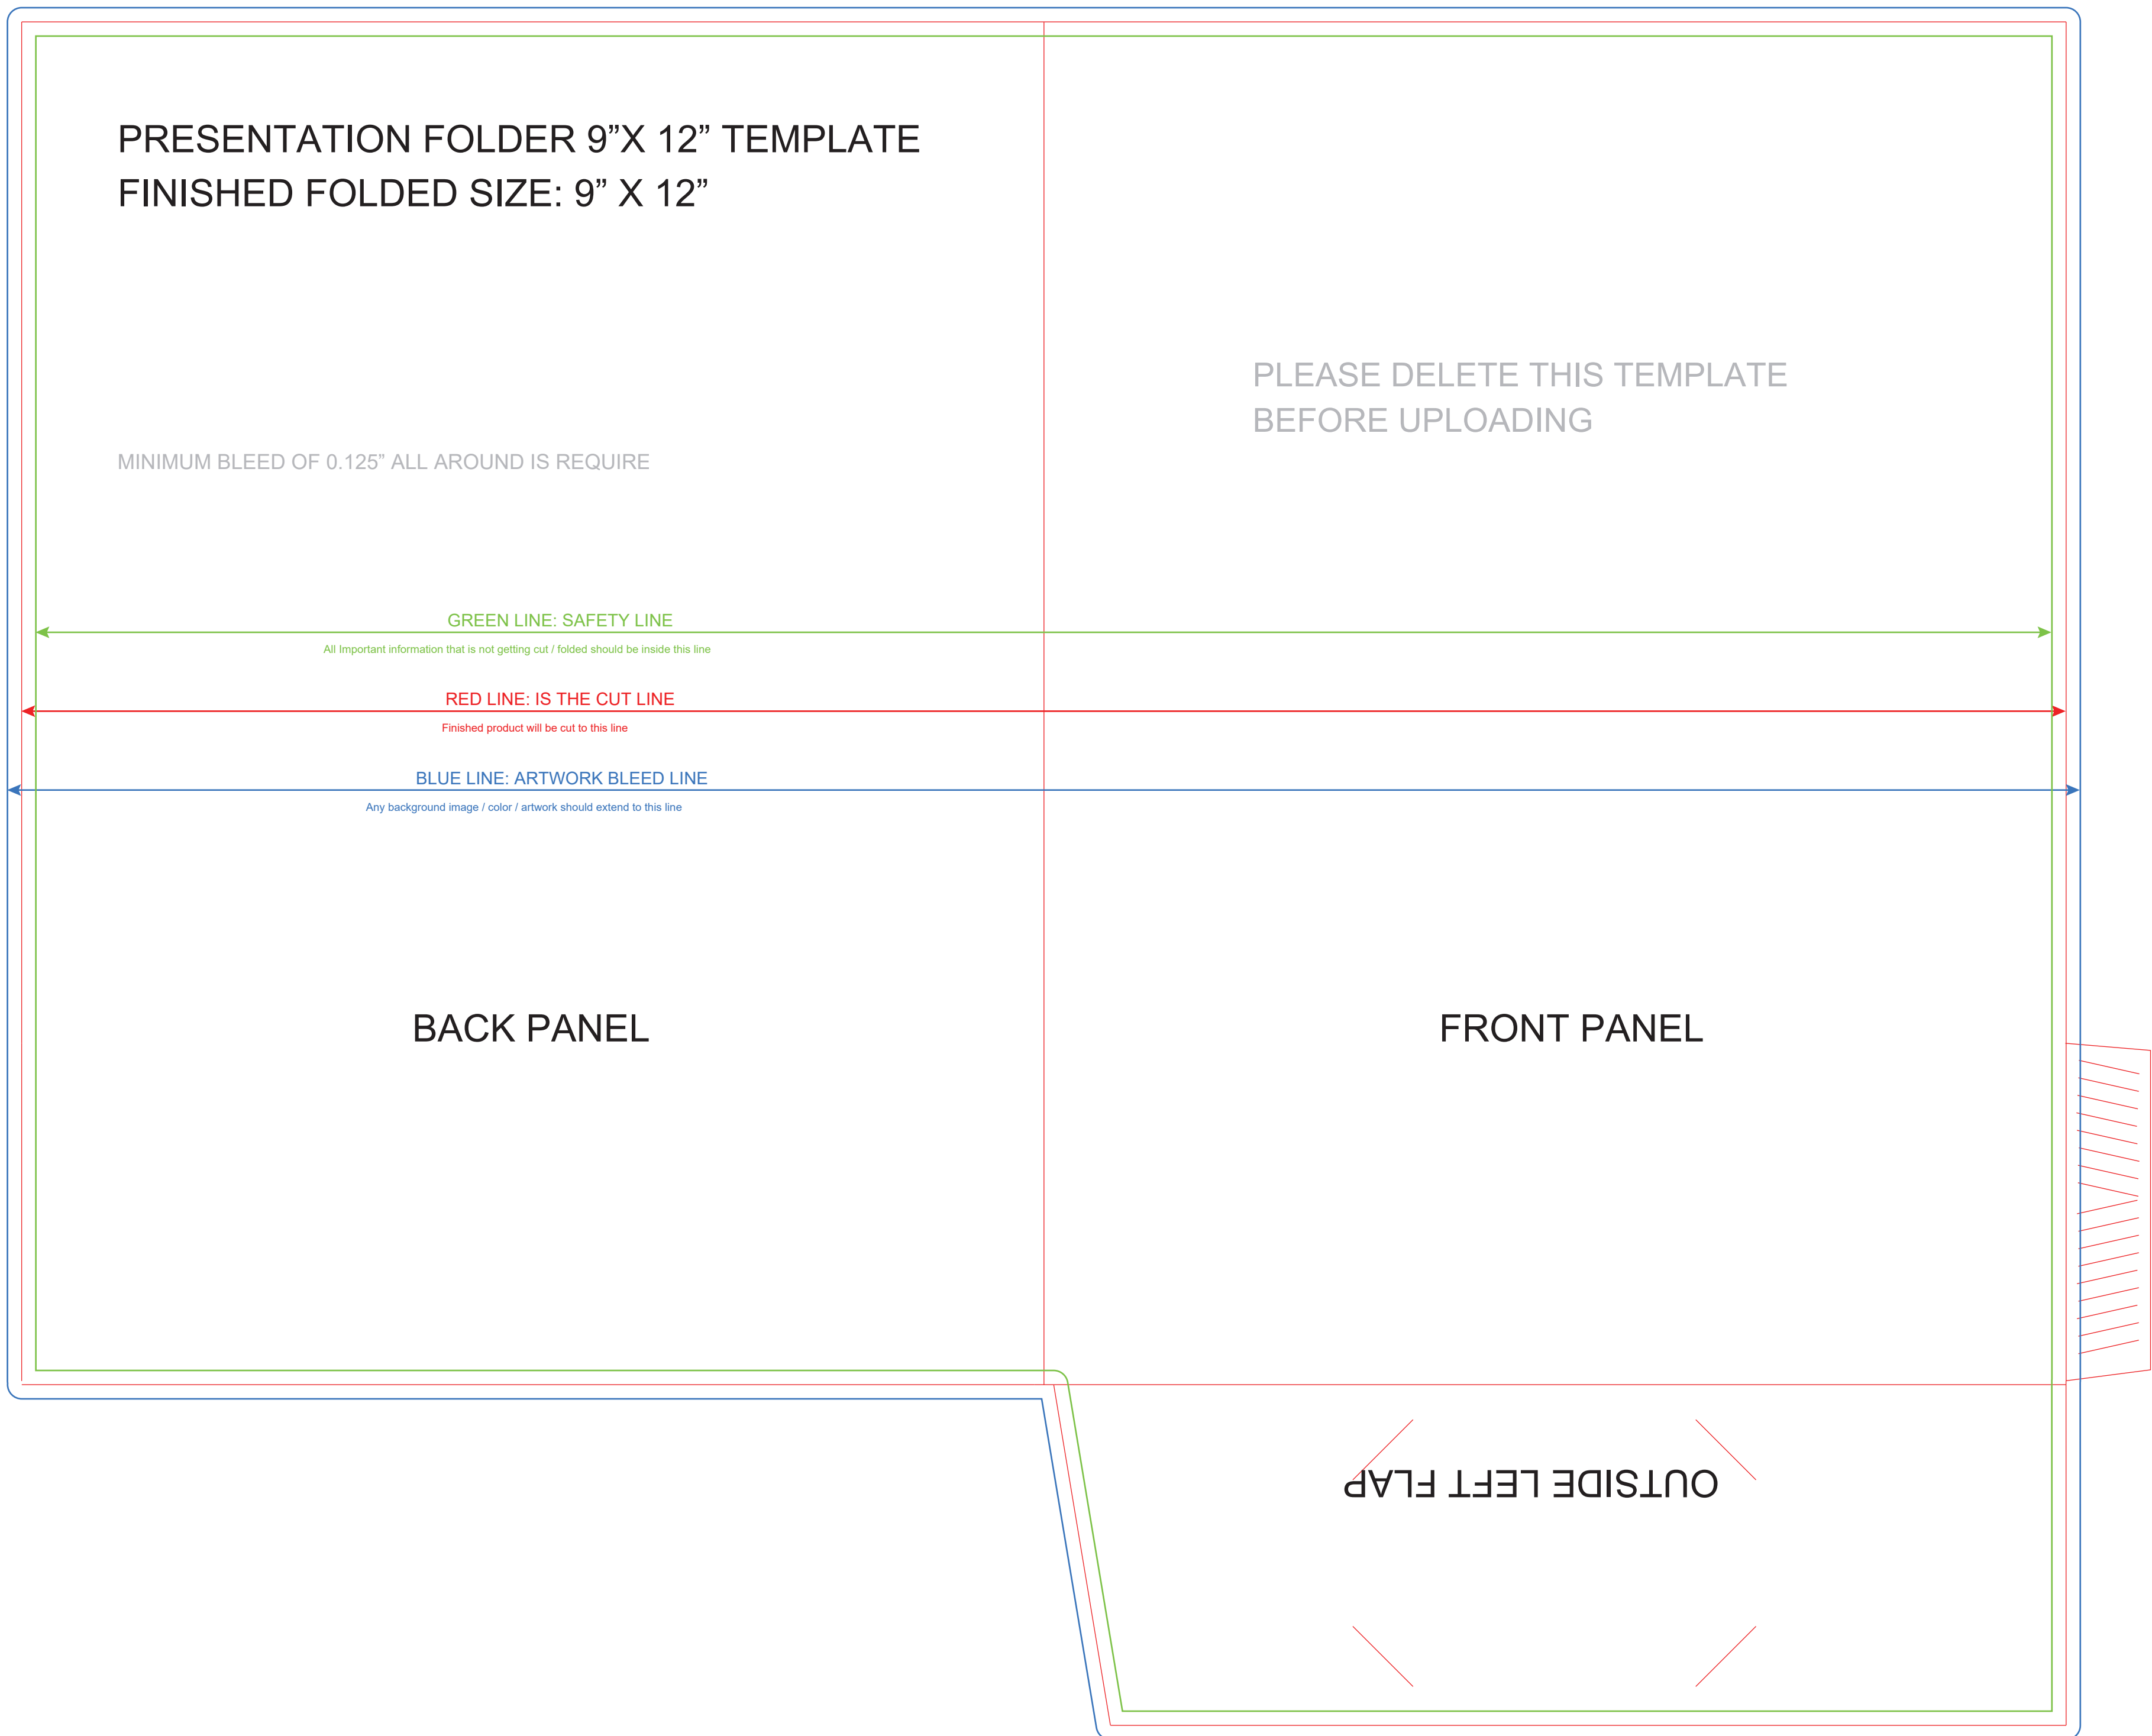 PRESENTATION FOLDER 9”X 12” TEMPLATE
FINISHED FOLDED SIZE: 9” X 12”
PLEASE DELETE THIS TEMPLATE
BEFORE UPLOADING
MINIMUM BLEED OF 0.125” ALL AROUND IS REQUIRE
GREEN LINE: SAFETY LINE
All Important information that is not getting cut / folded should be inside this line
RED LINE: IS THE CUT LINE
Finished product will be cut to this line
BLUE LINE: ARTWORK BLEED LINE
Any background image / color / artwork should extend to this line
BACK PANEL
FRONT PANEL
OUTSIDE LEFT FLAP